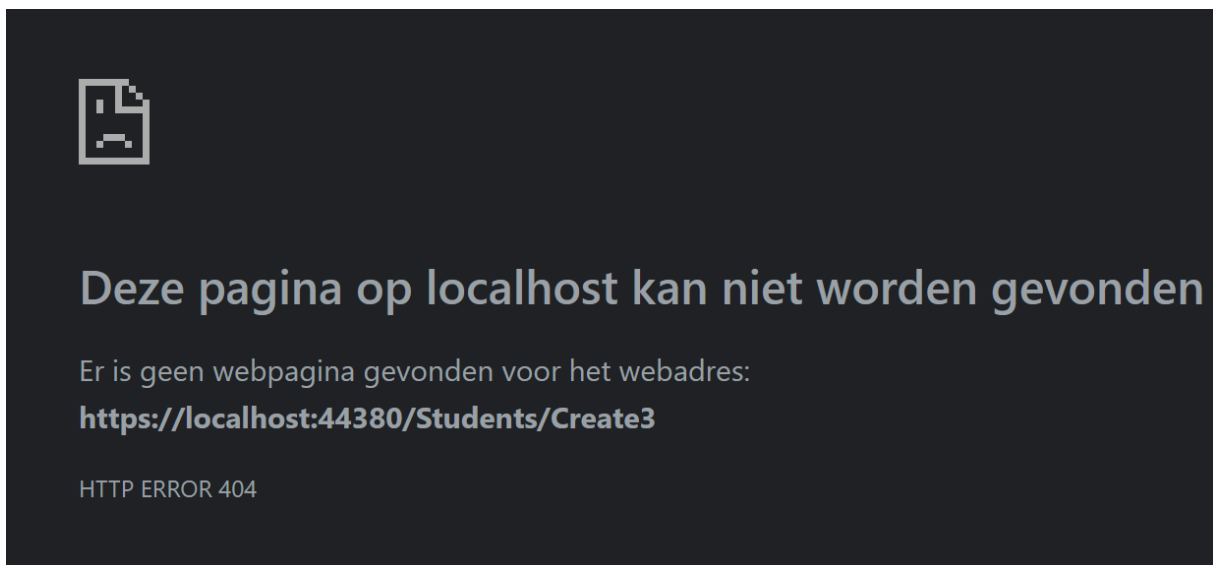 Deze pagina op localhost kan niet worden gevonden
Er is geen webpagina gevonden voor het webadres:
https://localhost:44380/Students/Create3
HTTP ERROR 404